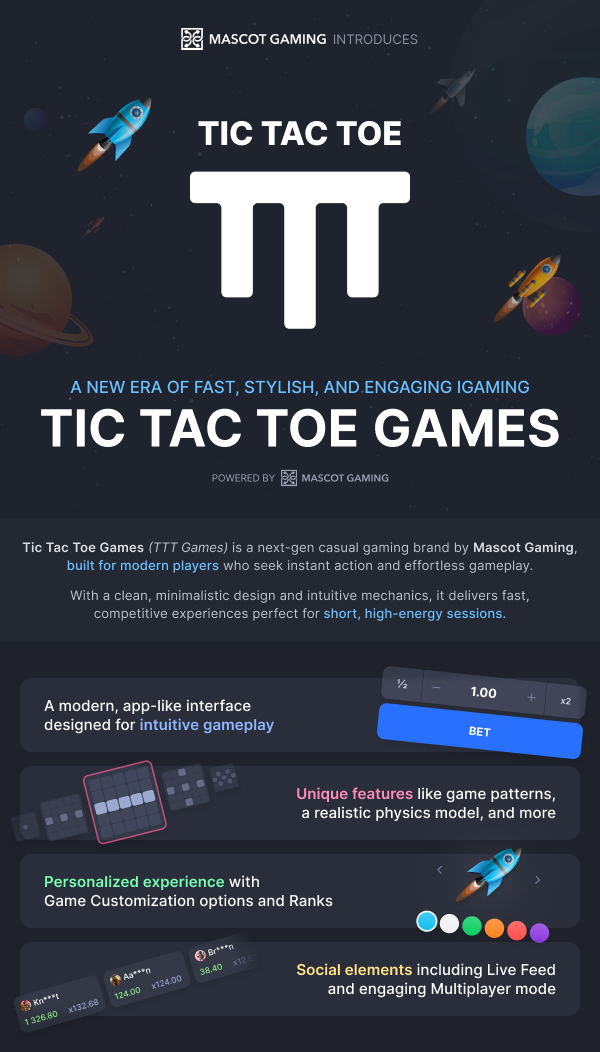 MASCOT GAMING INTRODUCES
TIC TAC TOE
TTT
A NEW ERA OF FAST, STYLISH, AND ENGAGING IGAMING
TIC TAC TOE GAMES
POWERED BY MASCOT GAMING
Tic Tac Toe Games (TTT Games) is a next-gen casual gaming brand by Mascot Gaming,
built for modern players who seek instant action and effortless gameplay.
With a clean, minimalistic design and intuitive mechanics, it delivers fast,
competitive experiences perfect for short, high-energy sessions.
A modern, app-like interface
designed for intuitive gameplay
½ − 1.00 + x2
BET
Unique features like game patterns,
a realistic physics model, and more
Personalized experience with
Game Customization options and Ranks
‹ ›
Kn***t
1 326.80 x132.68
Aa***n
124.00 x124.00
Br***n
38.40
Social elements including Live Feed
and engaging Multiplayer mode